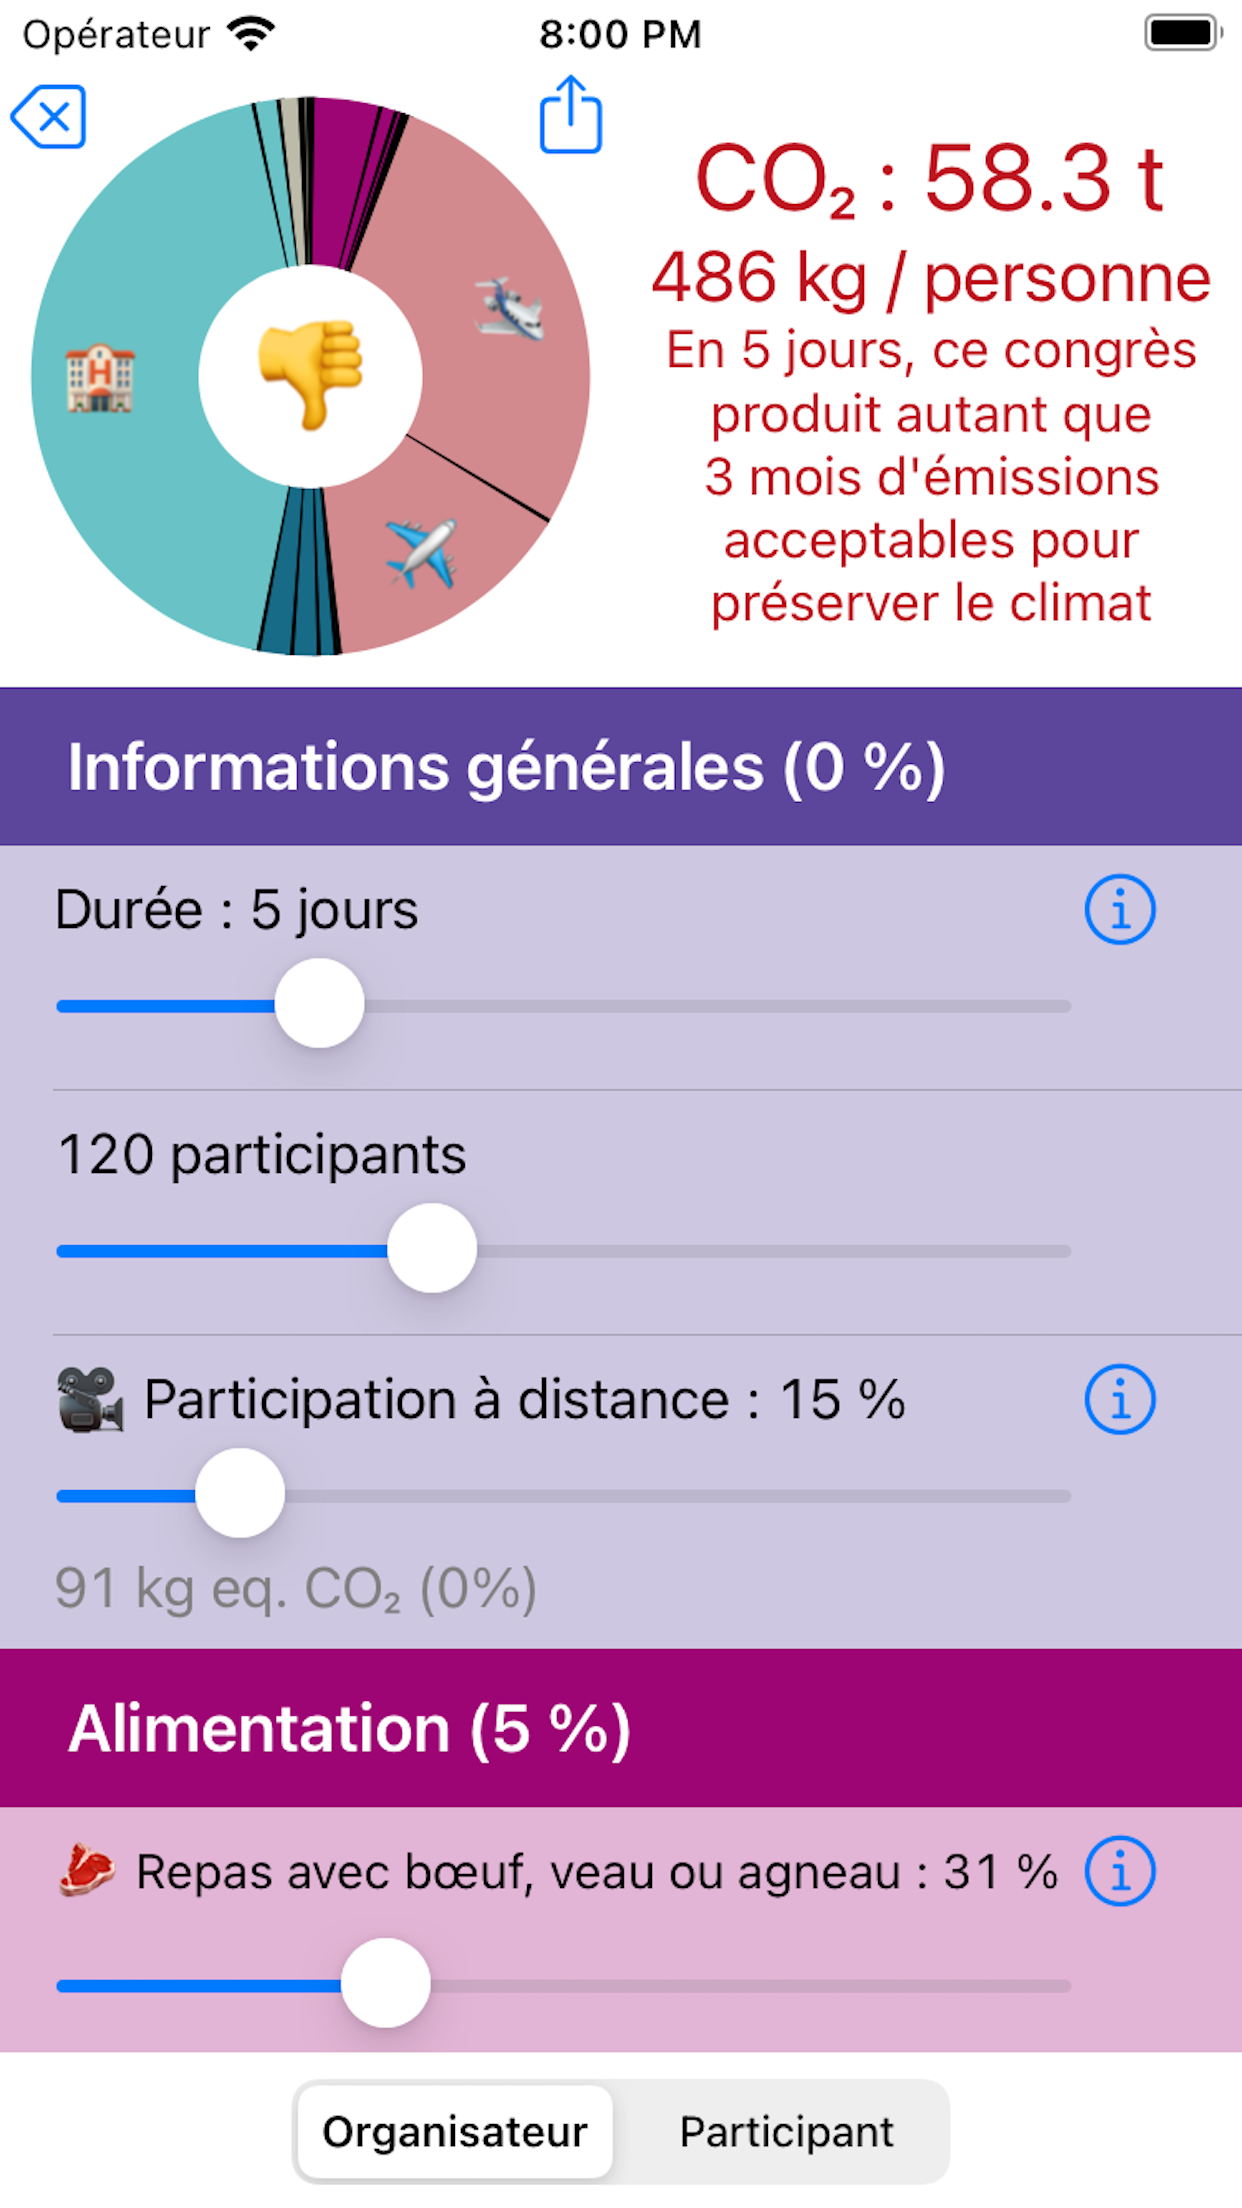 Opérateur
8:00 PM
CO₂ : 58.3 t
486 kg / personne
En 5 jours, ce congrès
produit autant que
3 mois d'émissions
acceptables pour
préserver le climat
H
Informations générales (0 %)
Durée : 5 jours
120 participants
Participation à distance : 15 %
91 kg eq. CO₂ (0%)
Alimentation (5 %)
Repas avec bœuf, veau ou agneau : 31 %
Organisateur
Participant